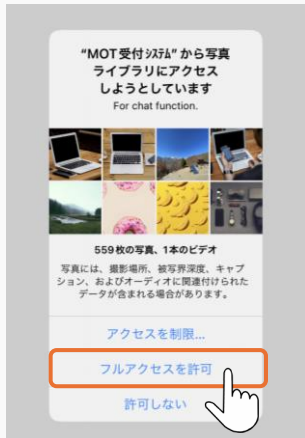 “MOT受付ｼｽﾃﾑ”から写真
ライブラリにアクセス
しようとしています
For chat function.
559枚の写真、1本のビデオ
写真には、撮影場所、被写界深度、キャプ
ション、およびオーディオに関連付けられた
データが含まれる場合があります。
アクセスを制限...
フルアクセスを許可
許可しない